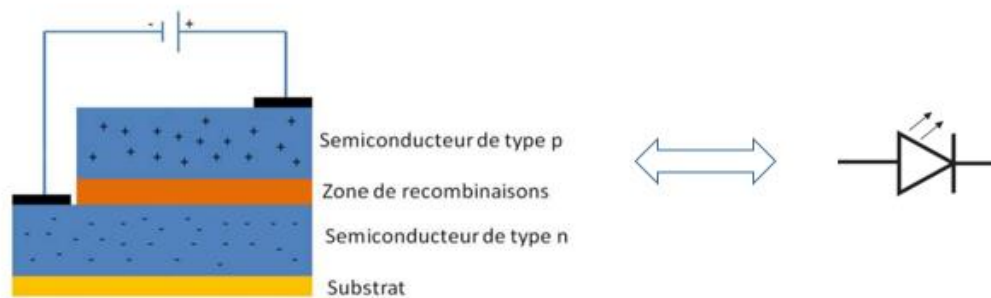 - +
Semiconducteur de type p
Zone de recombinaisons
Semiconducteur de type n
Substrat